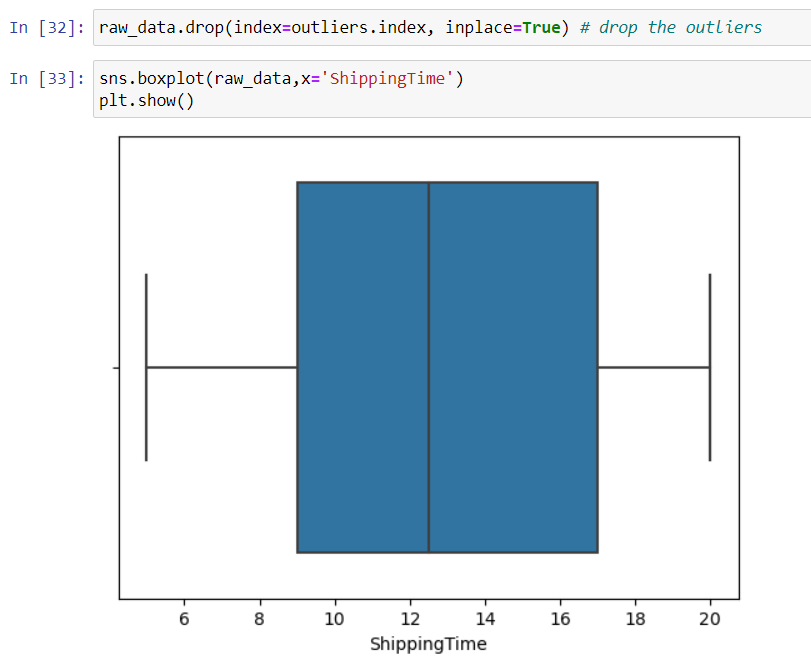 In [32]: raw_data.drop(index=outliers.index, inplace=True) # drop the outliers
In [33]: sns.boxplot(raw_data,x='ShippingTime')
plt.show()
6 8 10 12 14 16 18 20
ShippingTime